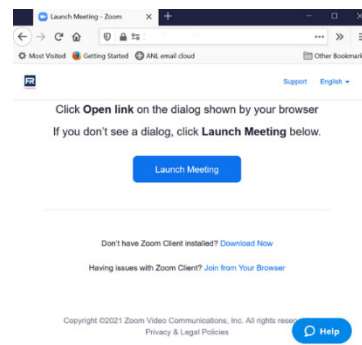 Launch Meeting - Zoom
Most Visited Getting Started ANL email cloud Other Bookmark
FR Support English
Click Open link on the dialog shown by your browser
If you don't see a dialog, click Launch Meeting below.
Launch Meeting
Don't have Zoom Client installed? Download Now
Having issues with Zoom Client? Join from Your Browser
Copyright ©2021 Zoom Video Communications, Inc. All rights
Privacy & Legal Policies
Help